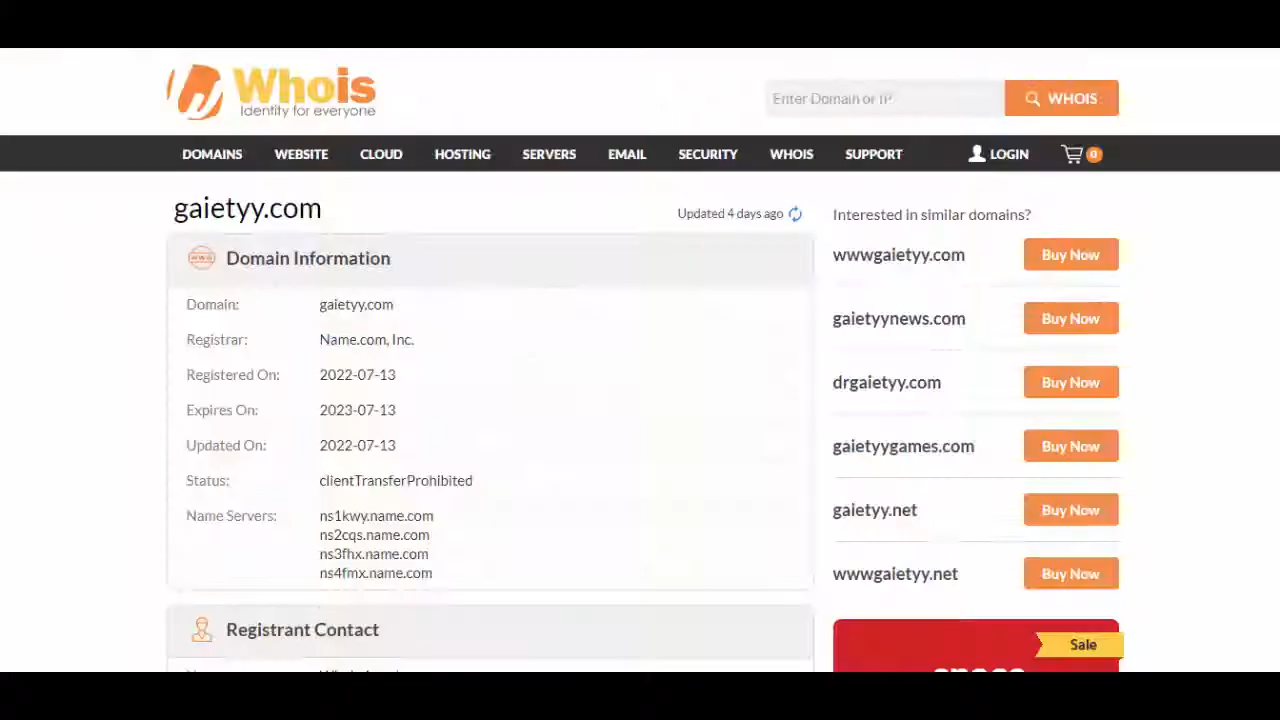 Whois
Identity for everyone
Enter Domain or IP
WHOIS
DOMAINS WEBSITE CLOUD HOSTING SERVERS EMAIL SECURITY WHOIS SUPPORT LOGIN 0
gaietyy.com
Updated 4 days ago
Domain Information
Domain: gaietyy.com
Registrar: Name.com, Inc.
Registered On: 2022-07-13
Expires On: 2023-07-13
Updated On: 2022-07-13
Status: clientTransferProhibited
Name Servers: ns1kwy.name.com
ns2cqs.name.com
ns3fhx.name.com
ns4fmx.name.com
Registrant Contact
Interested in similar domains?
wwwgaietyy.com Buy Now
gaietyynews.com Buy Now
drgaietyy.com Buy Now
gaietyygames.com Buy Now
gaietyy.net Buy Now
wwwgaietyy.net Buy Now
Sale